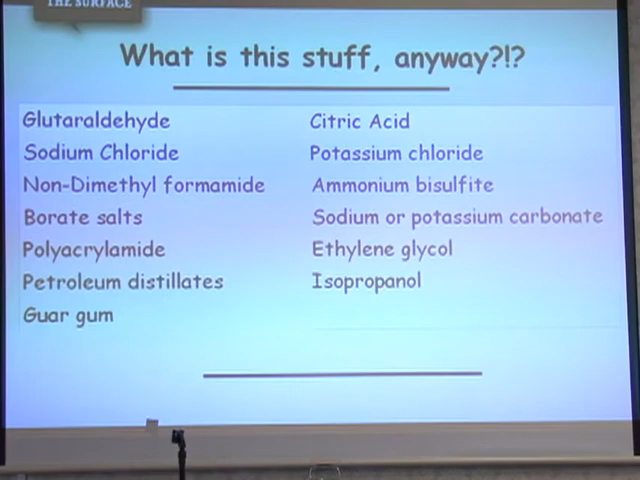 THE SURFACE
What is this stuff, anyway?!?
Glutaraldehyde
Sodium Chloride
Non-Dimethyl formamide
Borate salts
Polyacrylamide
Petroleum distillates
Guar gum
Citric Acid
Potassium chloride
Ammonium bisulfite
Sodium or potassium carbonate
Ethylene glycol
Isopropanol